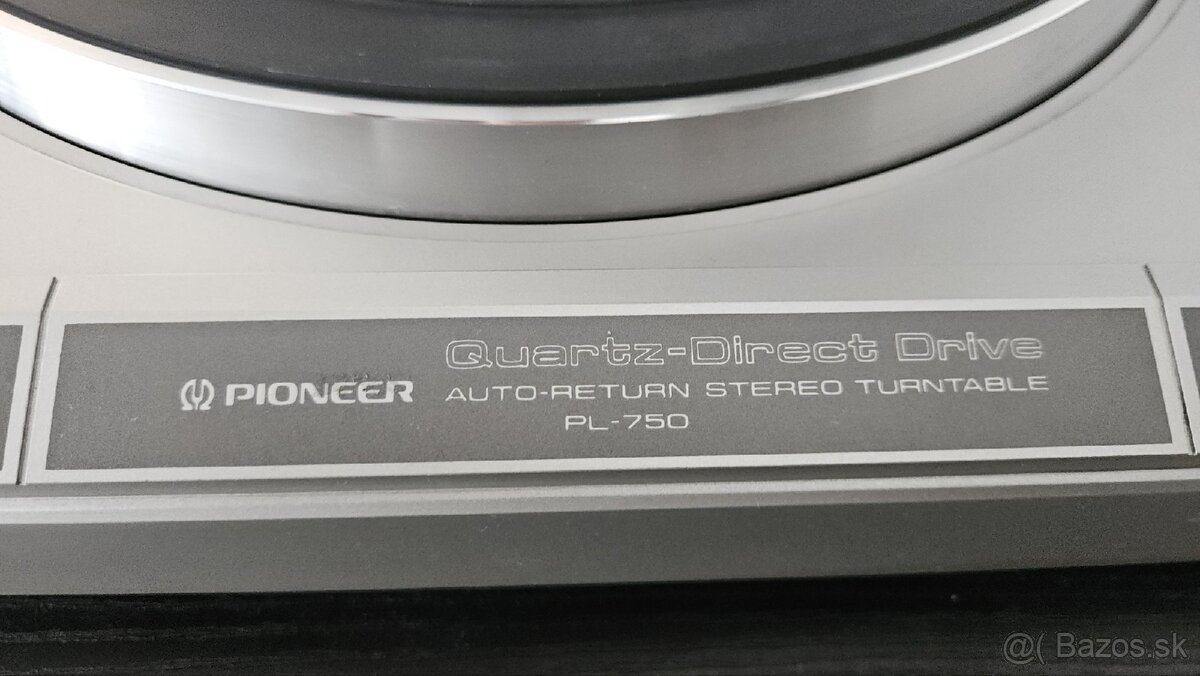 PIONEER
Quartz-Direct Drive
AUTO-RETURN STEREO TURNTABLE
PL-750
@( Bazos.sk